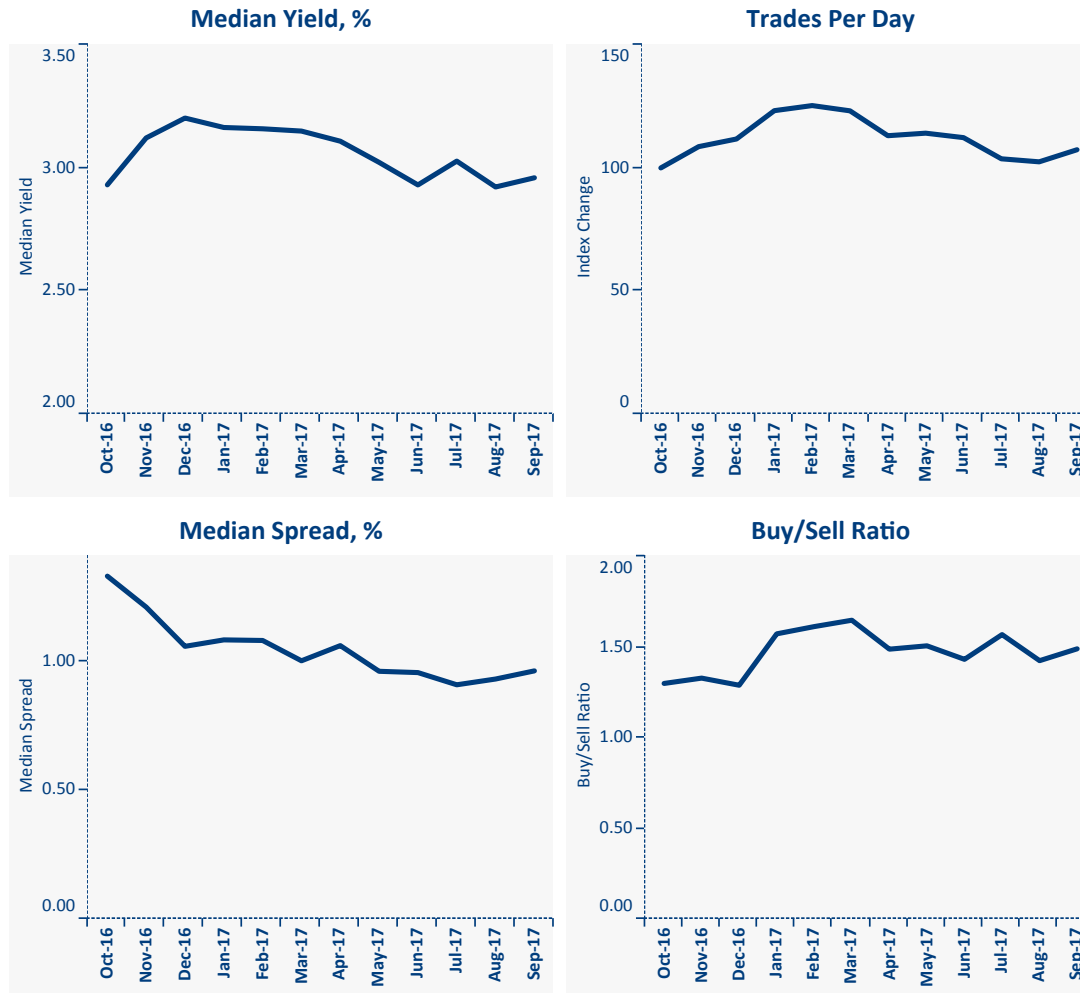 Median Yield, %
3.50
3.00
2.50
2.00
Median Yield
Oct-16
Nov-16
Dec-16
Jan-17
Feb-17
Mar-17
Apr-17
May-17
Jun-17
Jul-17
Aug-17
Sep-17
Trades Per Day
150
100
50
0
Index Change
Oct-16
Nov-16
Dec-16
Jan-17
Feb-17
Mar-17
Apr-17
May-17
Jun-17
Jul-17
Aug-17
Sep-17
Median Spread, %
1.00
0.50
0.00
Median Spread
Oct-16
Nov-16
Dec-16
Jan-17
Feb-17
Mar-17
Apr-17
May-17
Jun-17
Jul-17
Aug-17
Sep-17
Buy/Sell Ratio
2.00
1.50
1.00
0.50
0.00
Buy/Sell Ratio
Oct-16
Nov-16
Dec-16
Jan-17
Feb-17
Mar-17
Apr-17
May-17
Jun-17
Jul-17
Aug-17
Sep-17